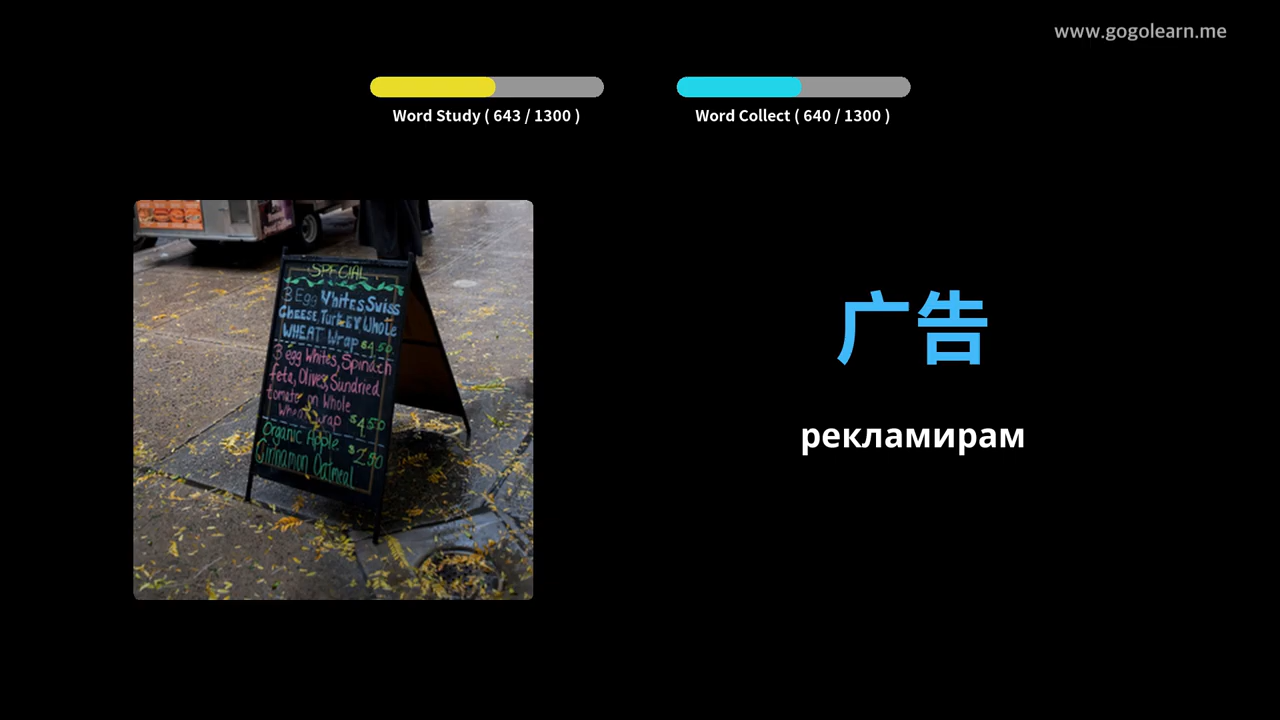 www.gogolearn.me
Word Study ( 643 / 1300 )
Word Collect ( 640 / 1300 )
SPECIAL
3 Egg Whites, Swiss
Cheese, Turkey Whole
WHEAT Wrap $4.50
3 egg Whites, Spinach
feta, Olives, Sundried
tomato on Whole
Wheat Wrap $4.50
Organic Apple
Cinnamon Oatmeal $2.50
广告
рекламирам